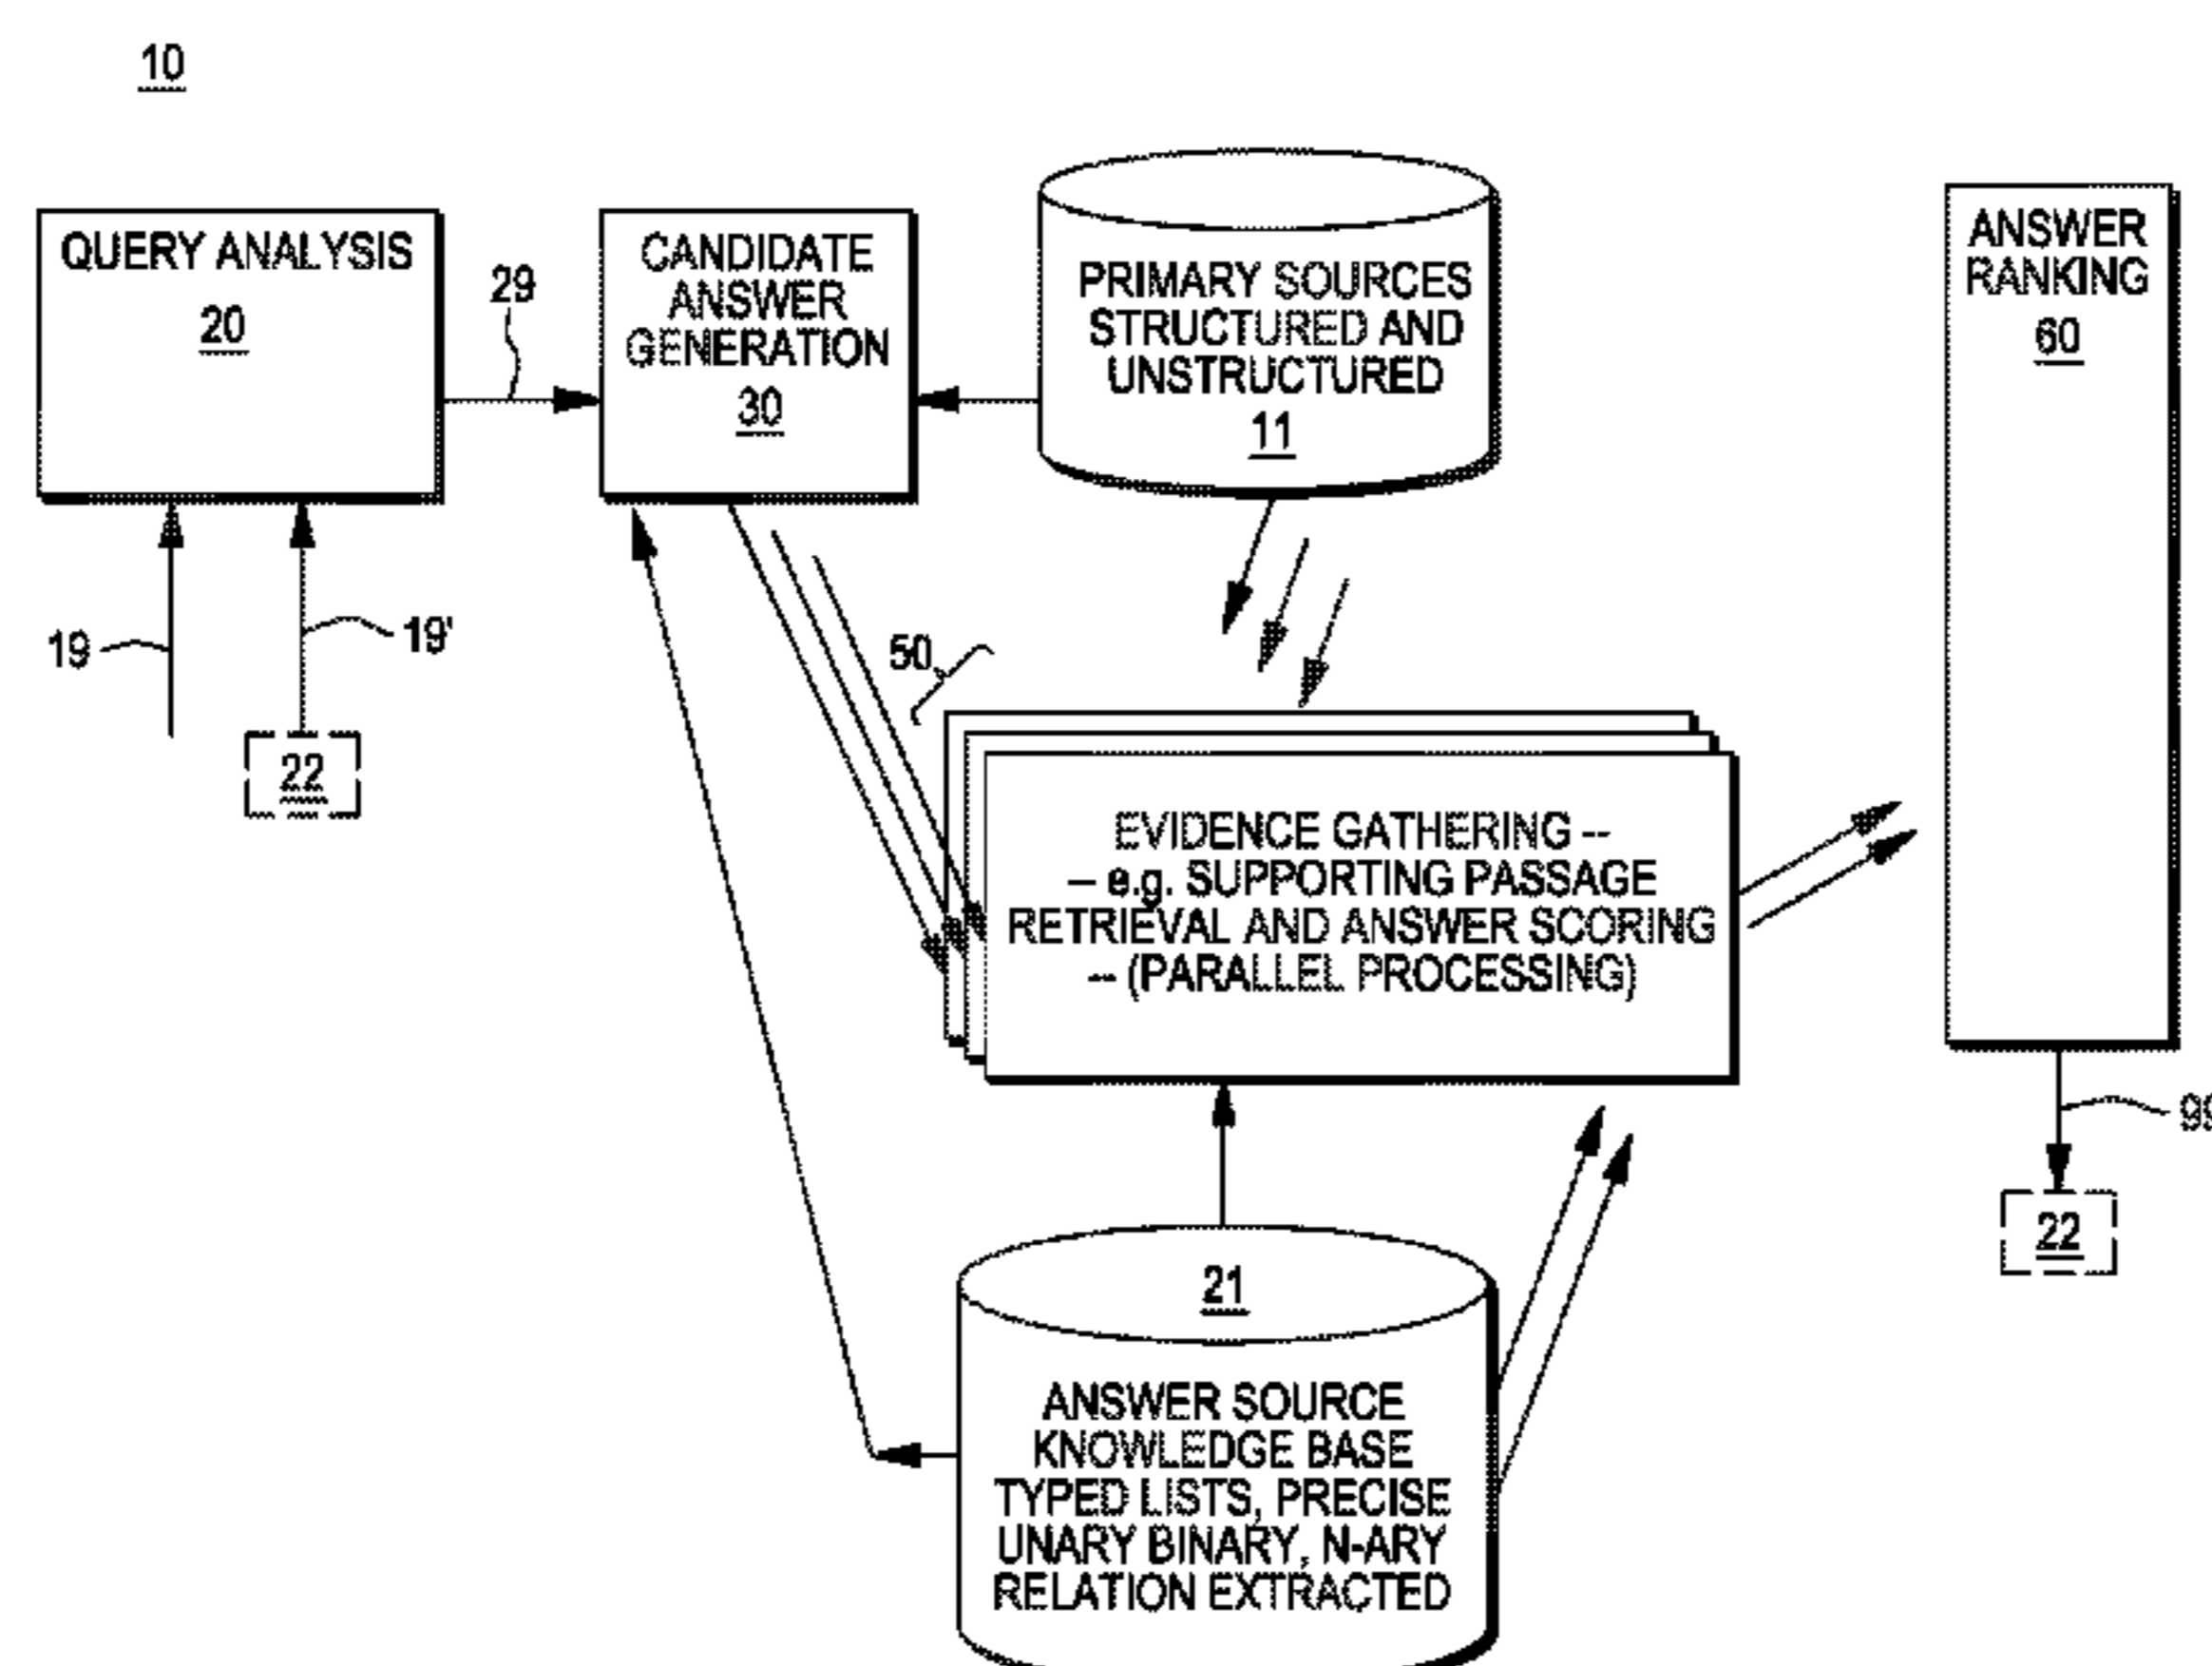 10
QUERY ANALYSIS
20
29
CANDIDATE
ANSWER
GENERATION
30
PRIMARY SOURCES
STRUCTURED AND
UNSTRUCTURED
11
ANSWER
RANKING
60
19
19'
22
50
EVIDENCE GATHERING --
-- e.g. SUPPORTING PASSAGE
RETRIEVAL AND ANSWER SCORING
-- (PARALLEL PROCESSING)
99
22
21
ANSWER SOURCE
KNOWLEDGE BASE
TYPED LISTS, PRECISE
UNARY BINARY, N-ARY
RELATION EXTRACTED